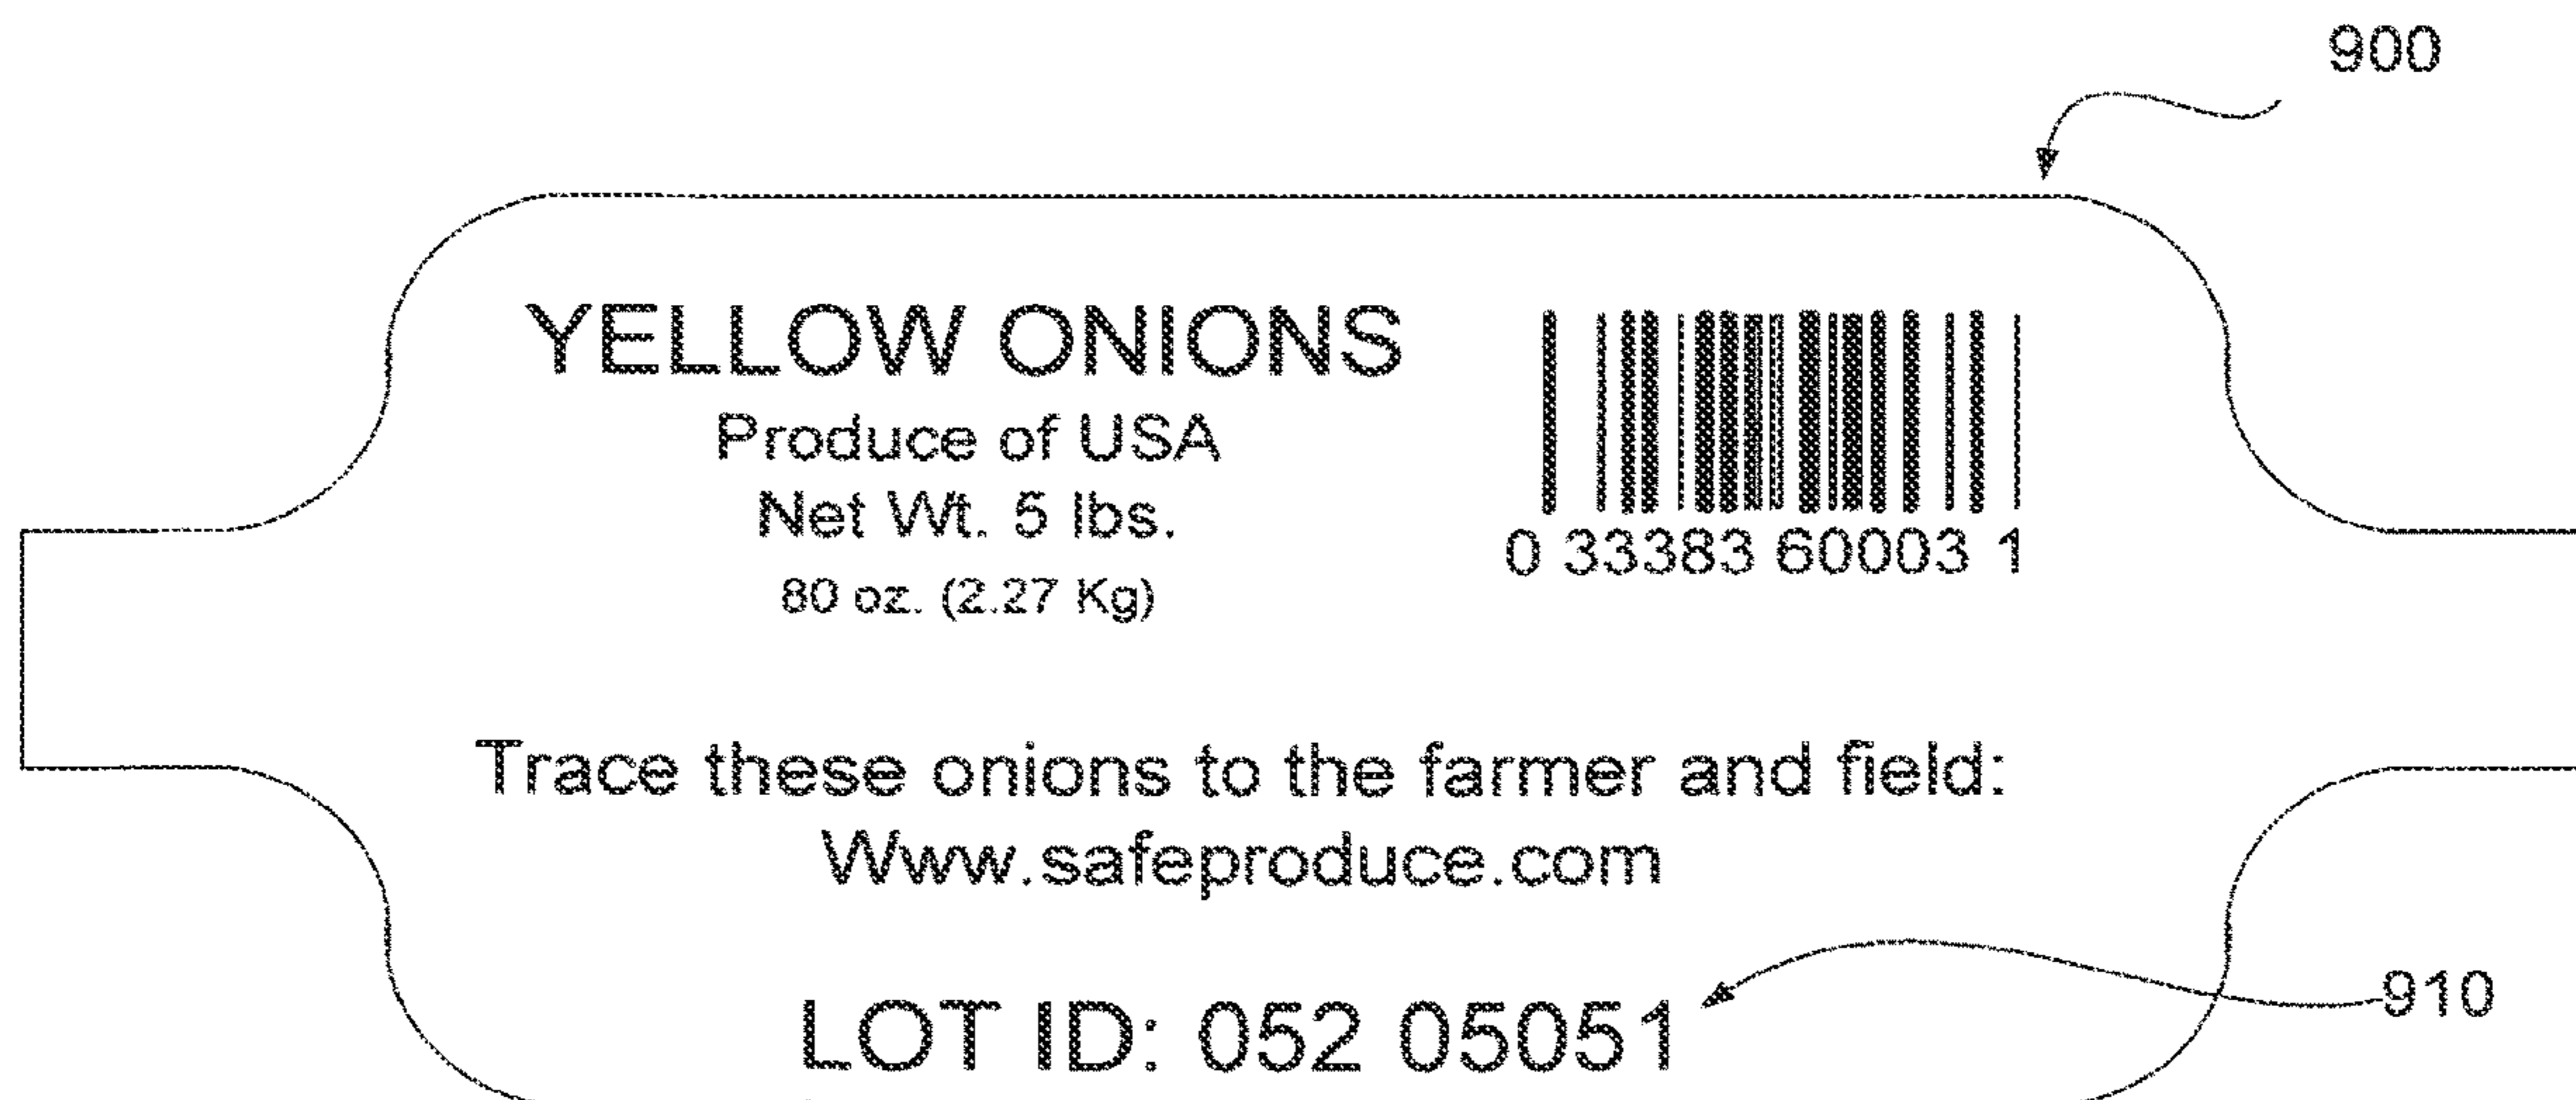 900
YELLOW ONIONS
Produce of USA
Net Wt. 5 lbs.
80 oz. (2.27 Kg)
0 33383 60003 1
Trace these onions to the farmer and field:
Www.safeproduce.com
910
LOT ID: 052 05051